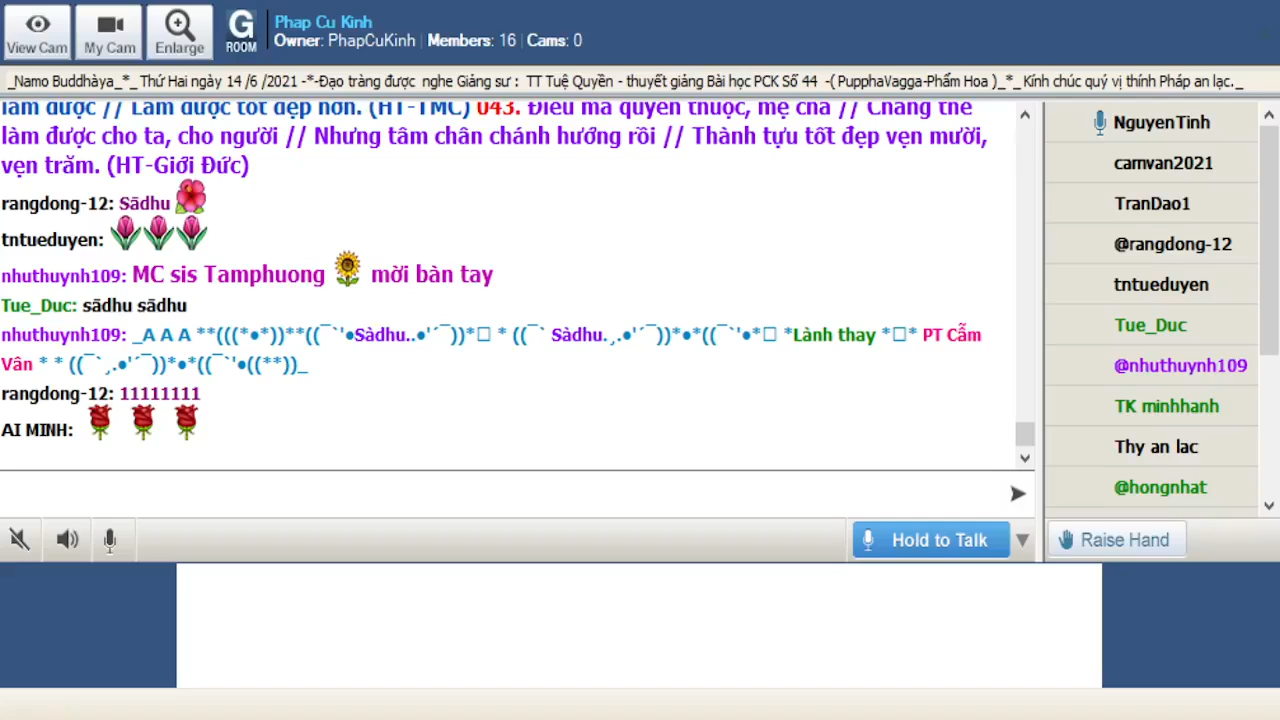 View Cam
My Cam
Enlarge
G
ROOM
Phap Cu Kinh
Owner: PhapCuKinh | Members: 16 | Cams: 0
_Namo Buddhàya_*_ Thứ Hai ngày 14 /6 /2021 -*-Đạo tràng được nghe Giảng sư : TT Tuệ Quyền - thuyết giảng Bài học PCK Số 44 -( PupphaVagga-Phẩm Hoa )_*_ Kính chúc quý vị thính Pháp an lạc._
làm được // Làm được tốt đẹp hơn. (HT-TMC) 043. Điều mà quyến thuộc, mẹ cha // Chẳng thể
làm được cho ta, cho người // Nhưng tâm chân chánh hướng rồi // Thành tựu tốt đẹp vẹn mười,
vẹn trăm. (HT-Giới Đức)
rangdong-12: Sādhu
tntueduyen:
nhuthuynh109: MC sis Tamphuong mời bàn tay
Tue_Duc: sādhu sādhu
nhuthuynh109: _A A A **(((*•*))**((¯`'•Sàdhu..•'´¯))*□ * ((¯` Sàdhu.¸.•'´¯))*•*((¯`'•*□ *Lành thay *□* PT Cẩm
Vân * * ((¯`¸.•'´¯))*•*((¯`'•((**))_
rangdong-12: 11111111
AI MINH:
Hold to Talk
NguyenTinh
camvan2021
TranDao1
@rangdong-12
tntueduyen
Tue_Duc
@nhuthuynh109
TK minhhanh
Thy an lac
@hongnhat
Raise Hand